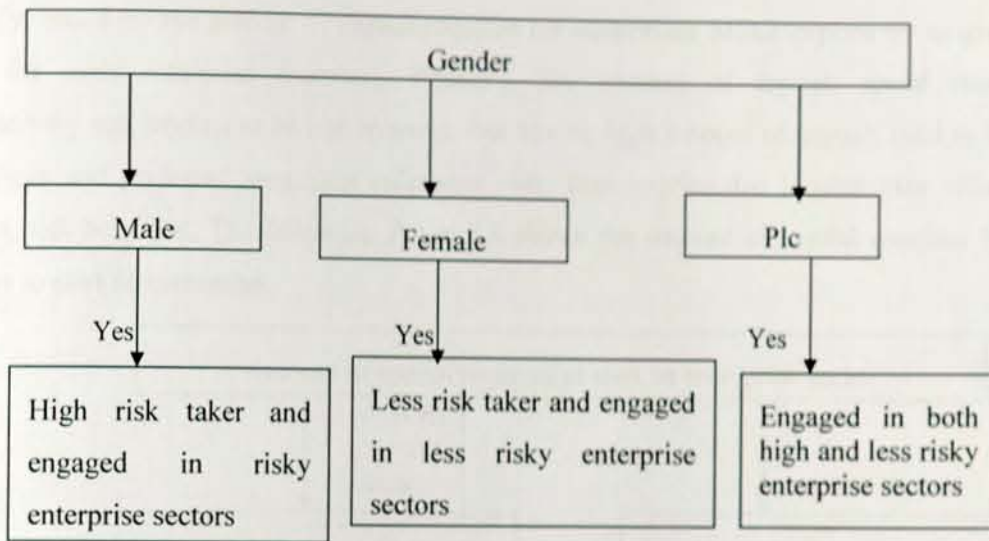 Gender
Male
Female
Plc
Yes
Yes
Yes
High risk taker and
engaged in risky
enterprise sectors
Less risk taker and engaged
in less risky enterprise
sectors
Engaged in both
high and less risky
enterprise sectors